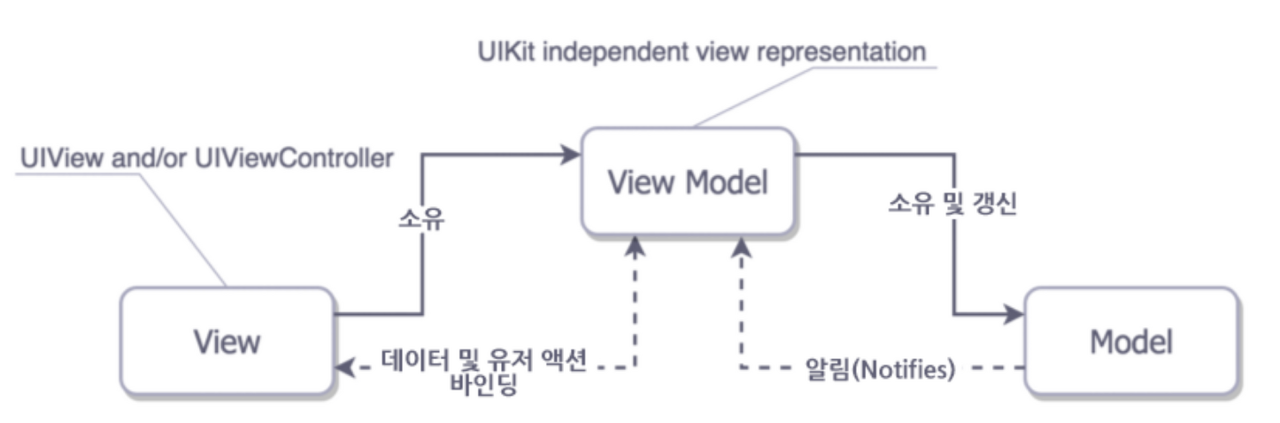 UIKit independent view representation
UIView and/or UIViewController
View Model
소유
소유 및 갱신
View
데이터 및 유저 액션
바인딩
알림(Notifies)
Model